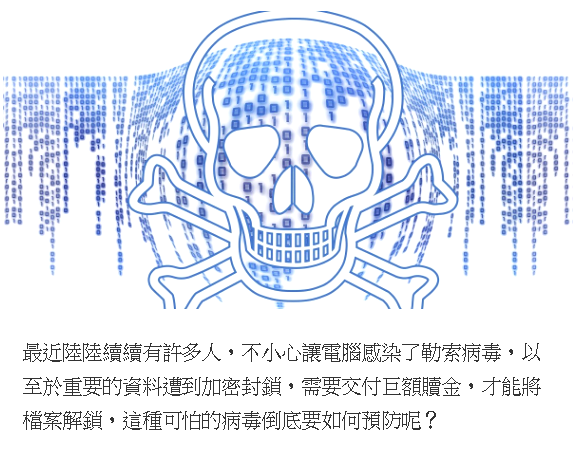 最近陸陸續續有許多人，不小心讓電腦感染了勒索病毒，以
至於重要的資料遭到加密封鎖，需要交付巨額贖金，才能將
檔案解鎖，這種可怕的病毒倒底要如何預防呢？